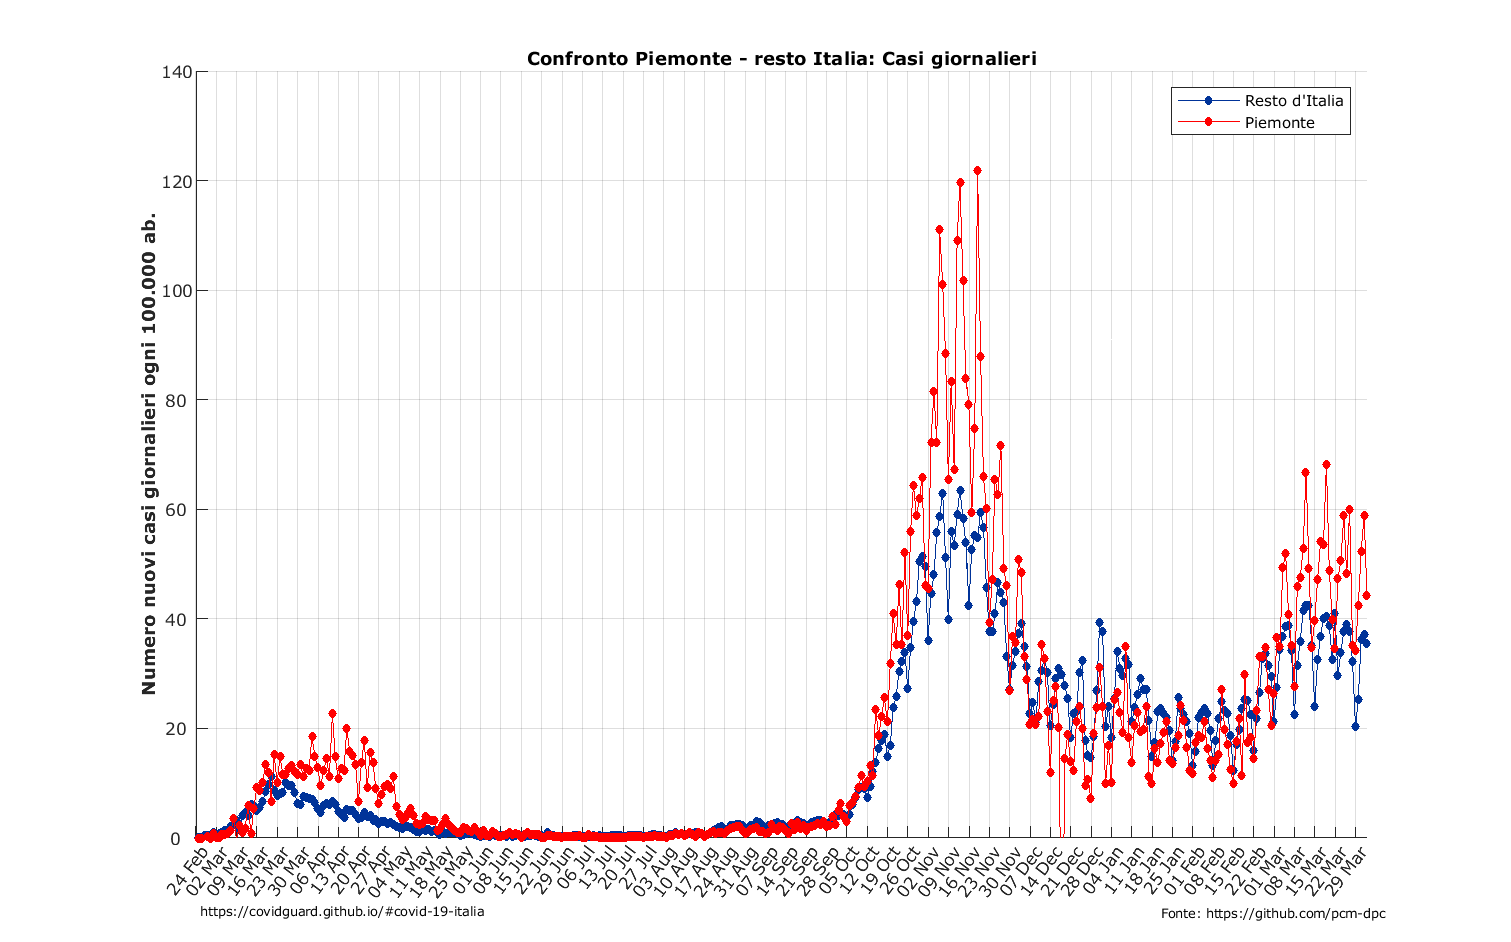 Confronto Piemonte - resto Italia: Casi giornalieri
Resto d'Italia
Piemonte
Numero nuovi casi giornalieri ogni 100.000 ab.
140
120
100
80
60
40
20
0
24 Feb
02 Mar
09 Mar
16 Mar
23 Mar
30 Mar
06 Apr
13 Apr
20 Apr
27 Apr
04 May
11 May
18 May
25 May
01 Jun
08 Jun
15 Jun
22 Jun
29 Jun
06 Jul
13 Jul
20 Jul
27 Jul
03 Aug
10 Aug
17 Aug
24 Aug
31 Aug
07 Sep
14 Sep
21 Sep
28 Sep
05 Oct
12 Oct
19 Oct
26 Oct
02 Nov
09 Nov
16 Nov
23 Nov
30 Nov
07 Dec
14 Dec
21 Dec
28 Dec
04 Jan
11 Jan
18 Jan
25 Jan
01 Feb
08 Feb
15 Feb
22 Feb
01 Mar
08 Mar
15 Mar
22 Mar
29 Mar
https://covidguard.github.io/#covid-19-italia
Fonte: https://github.com/pcm-dpc